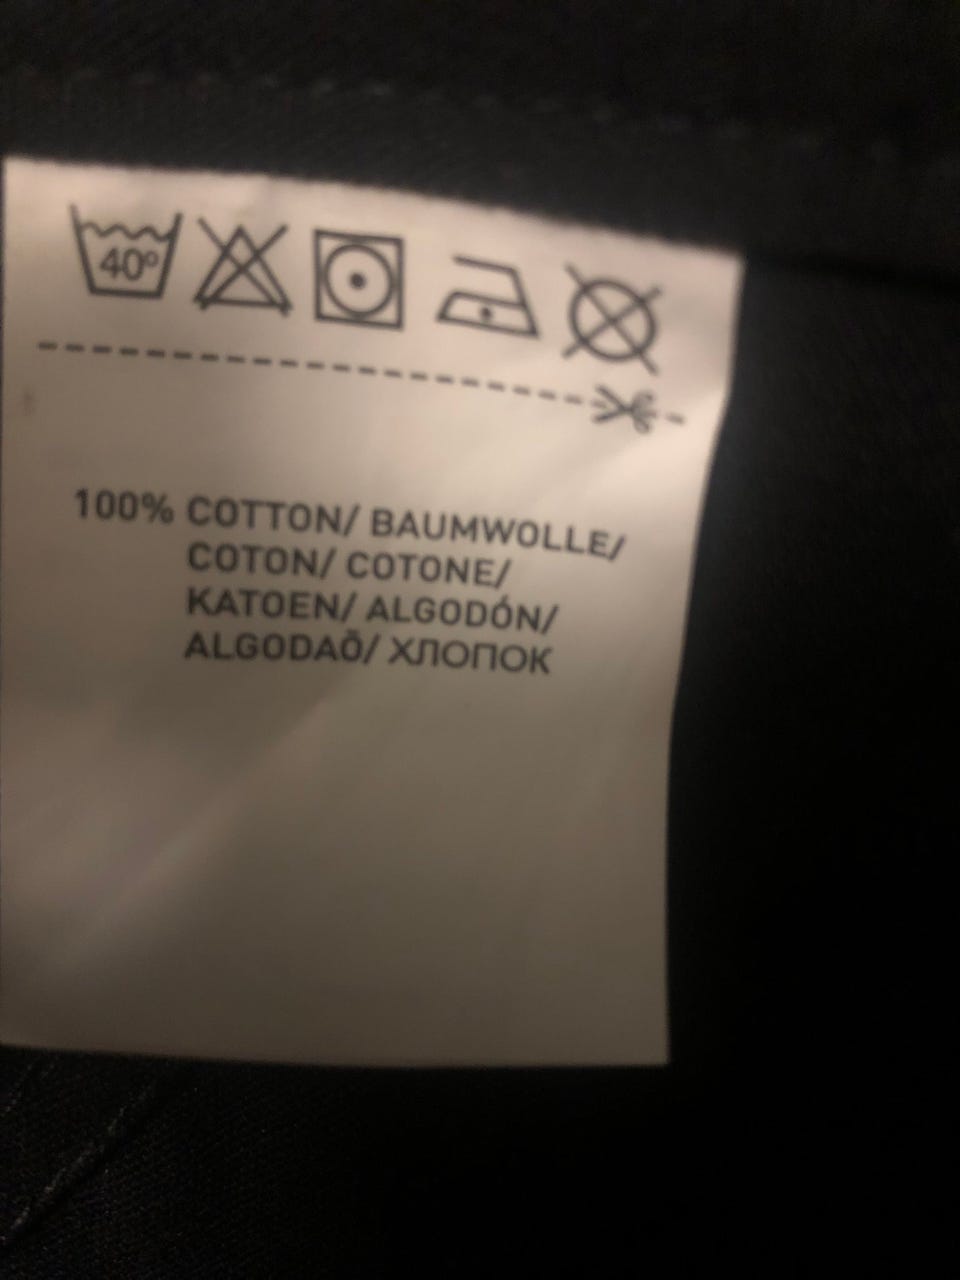 40°
100% COTTON/ BAUMWOLLE/
COTON/ COTONE/
KATOEN/ ALGODÓN/
ALGODAÕ/ ХЛОПОК